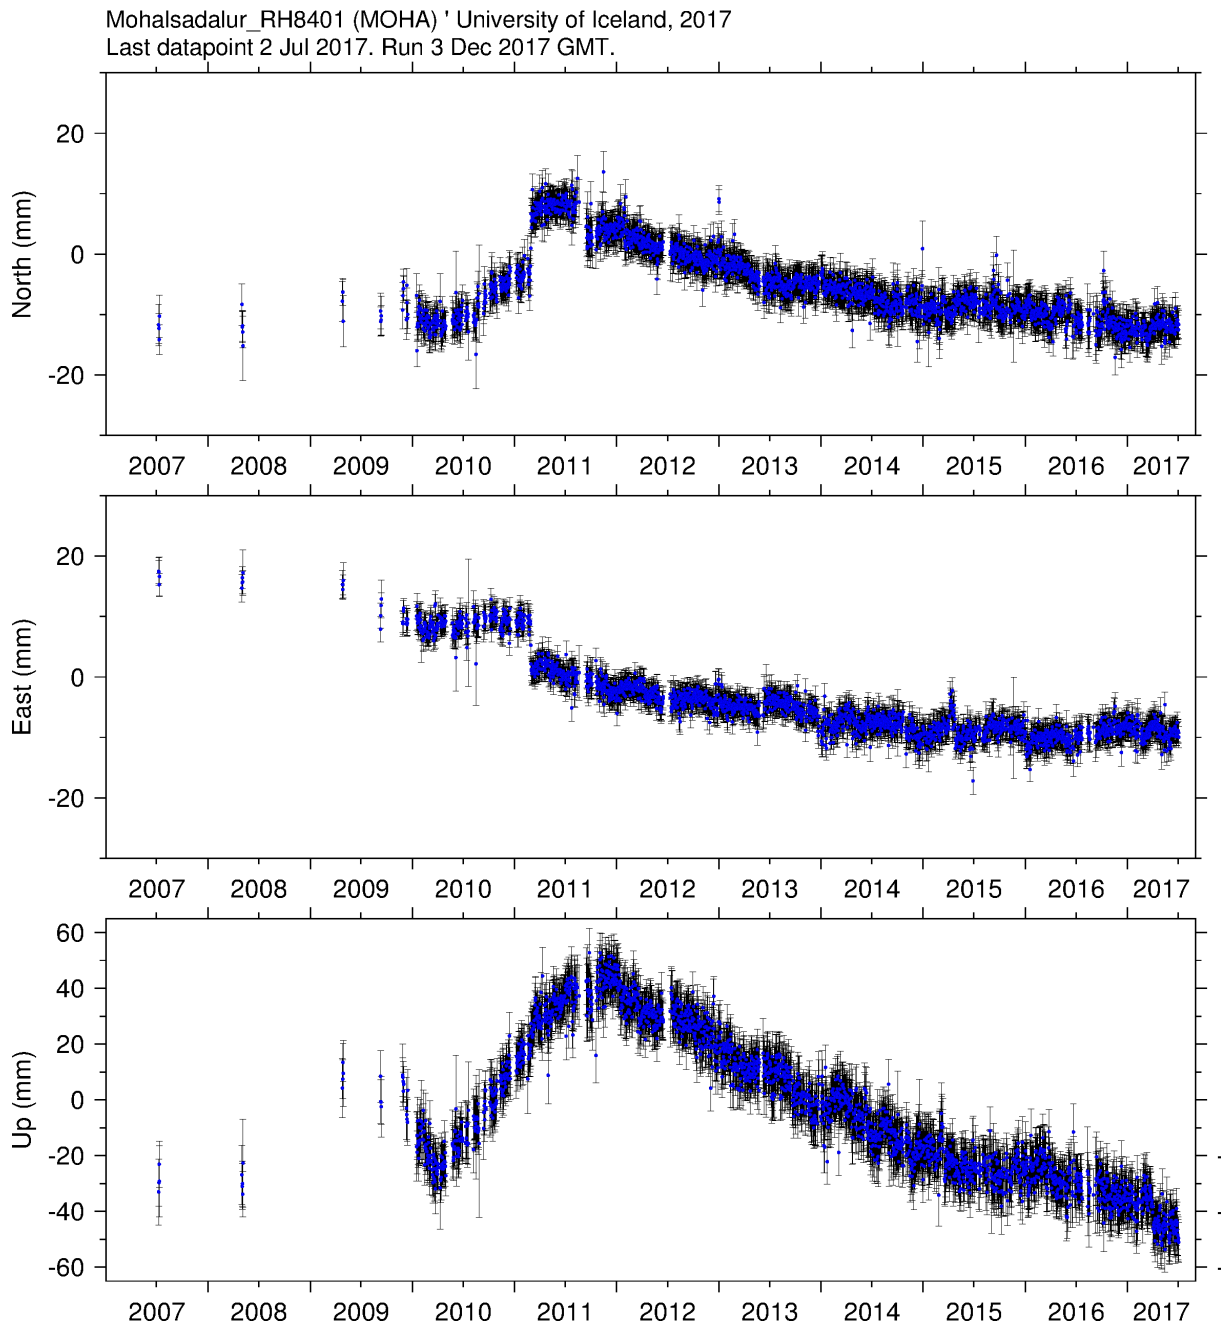 Mohalsadalur_RH8401 (MOHA) ' University of Iceland, 2017
Last datapoint 2 Jul 2017. Run 3 Dec 2017 GMT.
North (mm)
20
0
-20
2007 2008 2009 2010 2011 2012 2013 2014 2015 2016 2017
East (mm)
20
0
-20
2007 2008 2009 2010 2011 2012 2013 2014 2015 2016 2017
Up (mm)
60
40
20
0
-20
-40
-60
2007 2008 2009 2010 2011 2012 2013 2014 2015 2016 2017